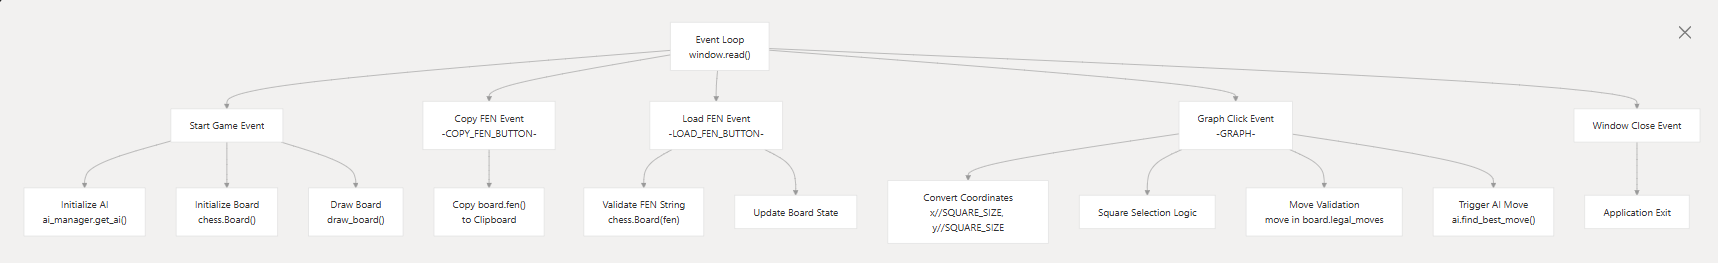 Event Loop
window.read()
Start Game Event
Copy FEN Event
-COPY_FEN_BUTTON-
Load FEN Event
-LOAD_FEN_BUTTON-
Graph Click Event
-GRAPH-
Window Close Event
Initialize AI
ai_manager.get_ai()
Initialize Board
chess.Board()
Draw Board
draw_board()
Copy board.fen()
to Clipboard
Validate FEN String
chess.Board(fen)
Update Board State
Convert Coordinates
x//SQUARE_SIZE,
y//SQUARE_SIZE
Square Selection Logic
Move Validation
move in board.legal_moves
Trigger AI Move
ai.find_best_move()
Application Exit